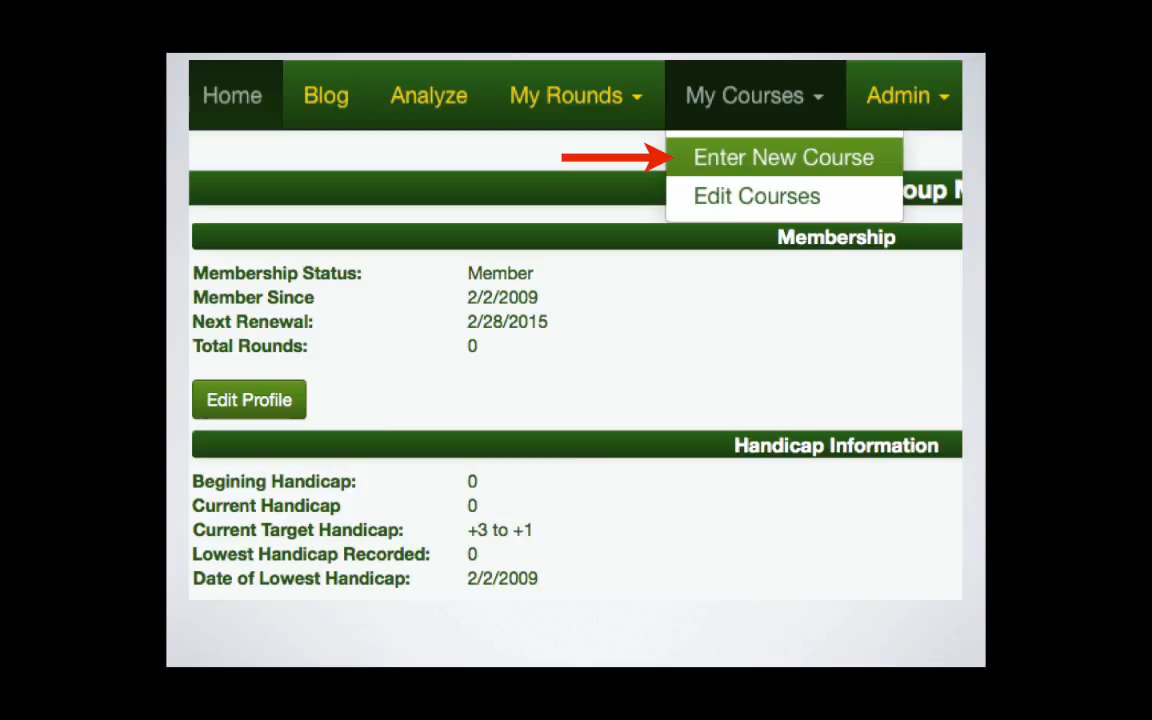 Home Blog Analyze My Rounds My Courses Admin
Enter New Course
Edit Courses
Membership
Membership Status: Member
Member Since 2/2/2009
Next Renewal: 2/28/2015
Total Rounds: 0
Edit Profile
Handicap Information
Begining Handicap: 0
Current Handicap 0
Current Target Handicap: +3 to +1
Lowest Handicap Recorded: 0
Date of Lowest Handicap: 2/2/2009